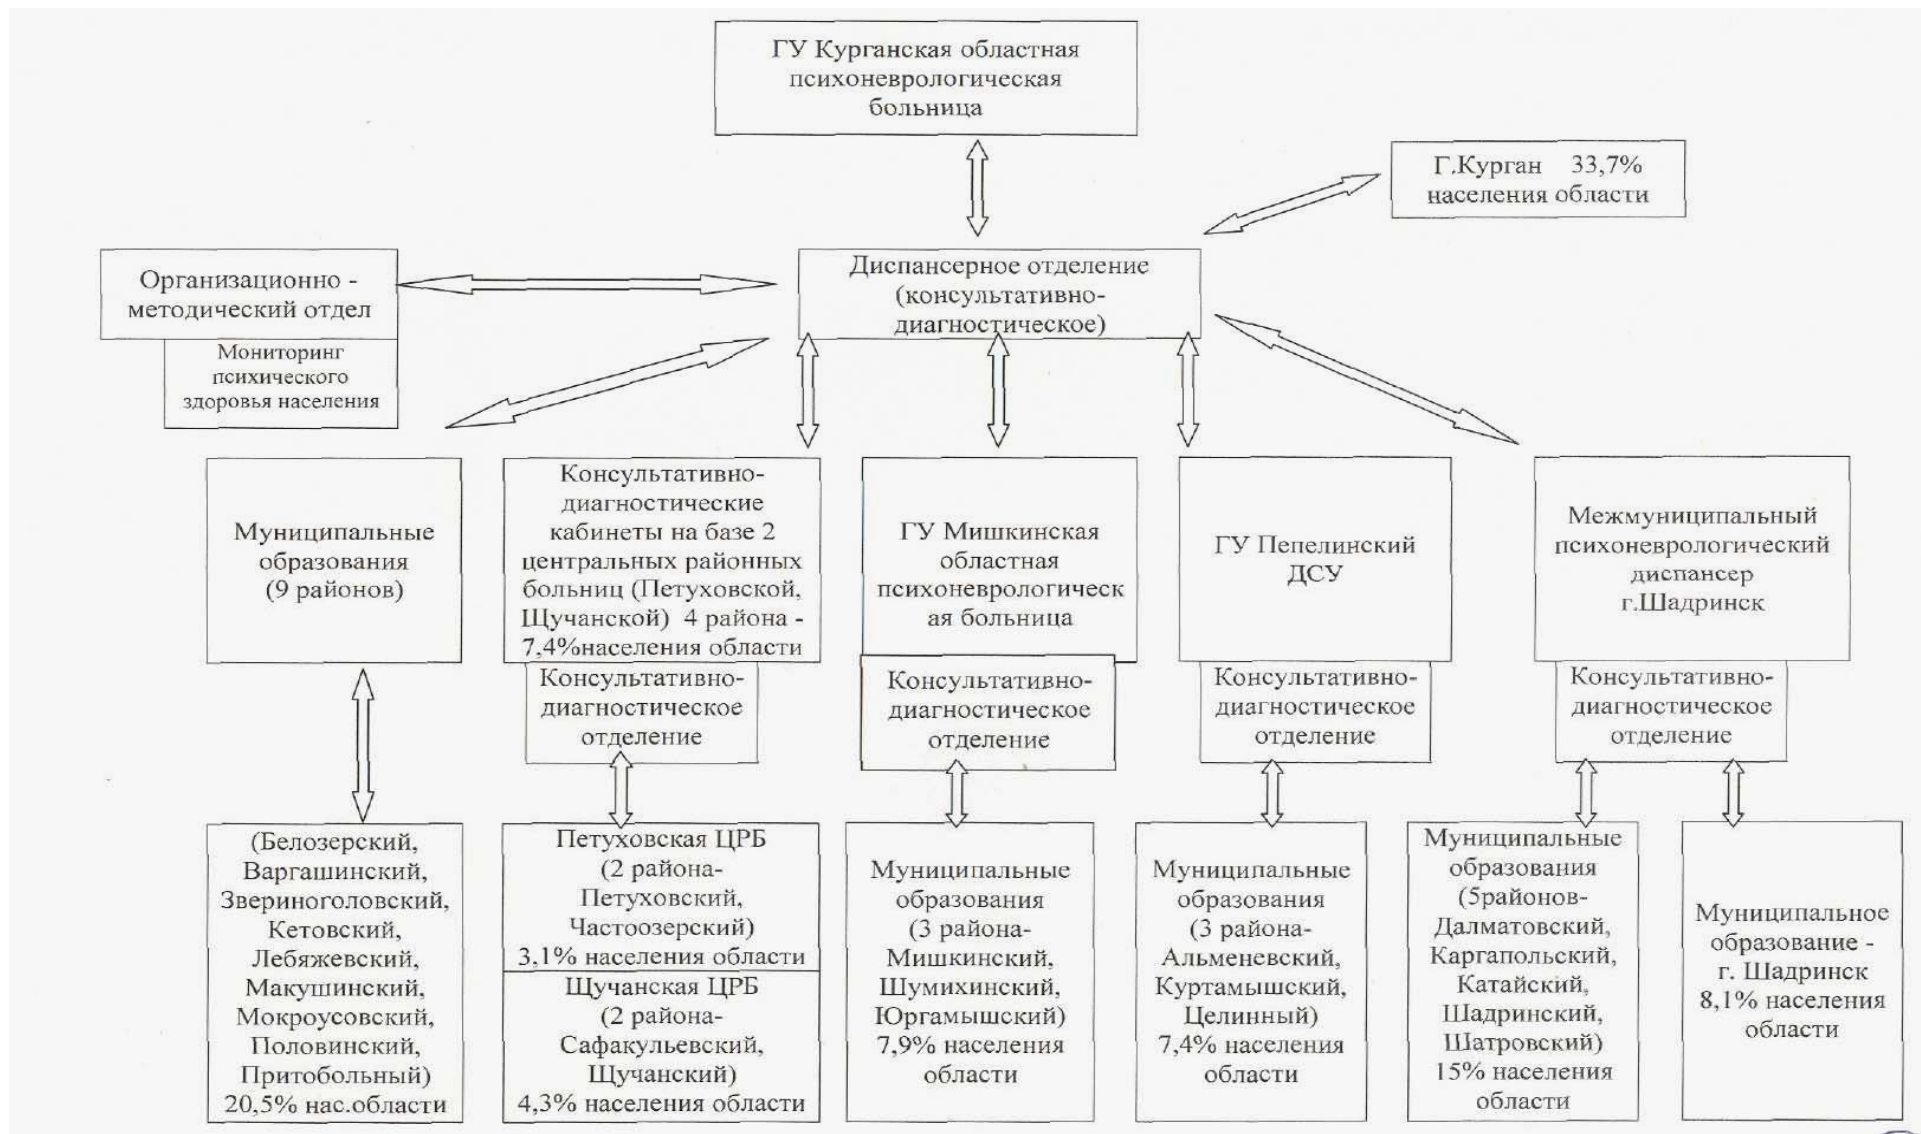 ГУ Курганская областная
психоневрологическая
больница
Г.Курган 33,7%
населения области
Организационно -
методический отдел
Мониторинг
психического
здоровья населения
Диспансерное отделение
(консультативно-
диагностическое)
Муниципальные
образования
(9 районов)
Консультативно-
диагностические
кабинеты на базе 2
центральных районных
больниц (Петуховской,
Щучанской) 4 района -
7,4%населения области
Консультативно-
диагностическое
отделение
ГУ Мишкинская
областная
психоневрологическ
ая больница
Консультативно-
диагностическое
отделение
ГУ Пепелинский
ДСУ
Консультативно-
диагностическое
отделение
Межмуниципальный
психоневрологический
диспансер
г.Шадринск
Консультативно-
диагностическое
отделение
(Белозерский,
Варгашинский,
Звериноголовский,
Кетовский,
Лебяжевский,
Макушинский,
Мокроусовский,
Половинский,
Притобольный)
20,5% нас.области
Петуховская ЦРБ
(2 района-
Петуховский,
Частоозерский)
3,1% населения области
Щучанская ЦРБ
(2 района-
Сафакульевский,
Щучанский)
4,3% населения области
Муниципальные
образования
(3 района-
Мишкинский,
Шумихинский,
Юргамышский)
7,9% населения
области
Муниципальные
образования
(3 района-
Альменевский,
Куртамышский,
Целинный)
7,4% населения
области
Муниципальные
образования
(5районов-
Далматовский,
Каргапольский,
Катайский,
Шадринский,
Шатровский)
15% населения
области
Муниципальное
образование -
г. Шадринск
8,1% населения
области